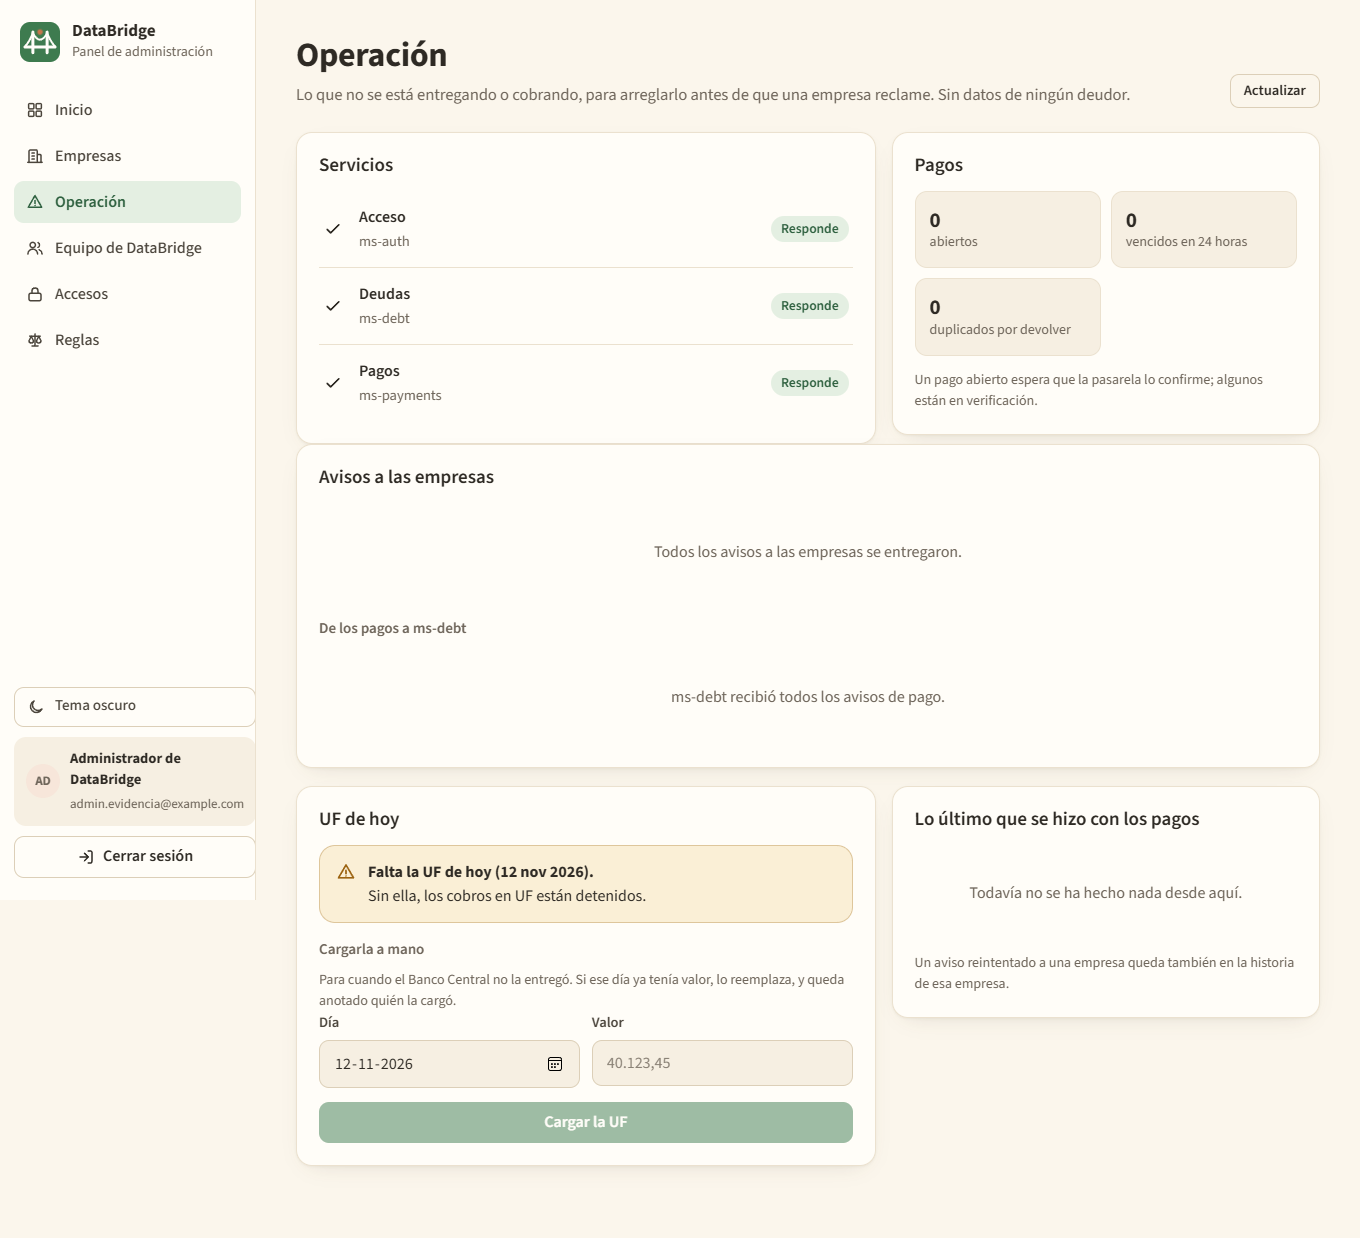 DataBridge
Panel de administración
Inicio
Empresas
Operación
Equipo de DataBridge
Accesos
Reglas
Tema oscuro
AD
Administrador de
DataBridge
admin.evidencia@example.com
Cerrar sesión
Operación
Lo que no se está entregando o cobrando, para arreglarlo antes de que una empresa reclame. Sin datos de ningún deudor.
Actualizar
Servicios
Acceso
ms-auth
Responde
Deudas
ms-debt
Responde
Pagos
ms-payments
Responde
Pagos
0
abiertos
0
vencidos en 24 horas
0
duplicados por devolver
Un pago abierto espera que la pasarela lo confirme; algunos
están en verificación.
Avisos a las empresas
Todos los avisos a las empresas se entregaron.
De los pagos a ms-debt
ms-debt recibió todos los avisos de pago.
UF de hoy
Falta la UF de hoy (12 nov 2026).
Sin ella, los cobros en UF están detenidos.
Cargarla a mano
Para cuando el Banco Central no la entregó. Si ese día ya tenía valor, lo reemplaza, y queda
anotado quién la cargó.
Día
Valor
12-11-2026
40.123,45
Cargar la UF
Lo último que se hizo con los pagos
Todavía no se ha hecho nada desde aquí.
Un aviso reintentado a una empresa queda también en la historia
de esa empresa.